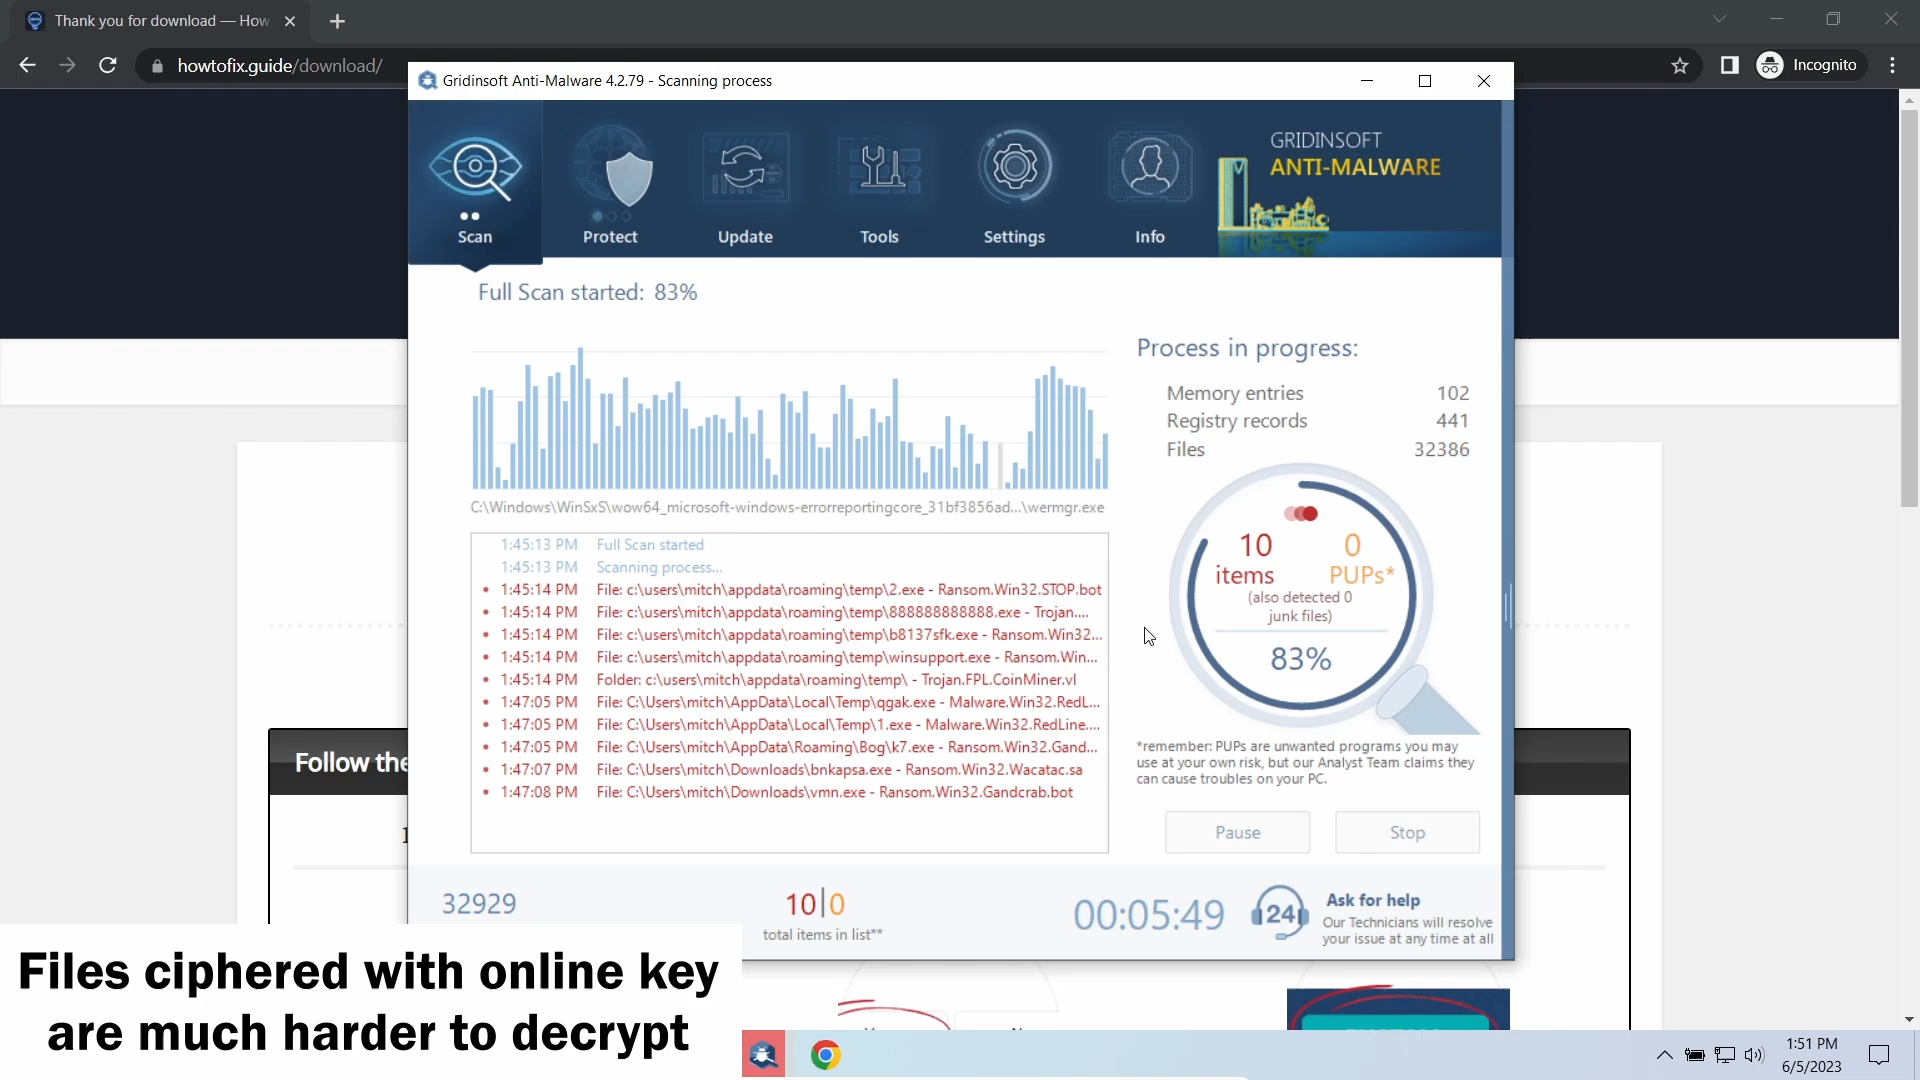 Thank you for download — How
howtofix.guide/download/
Incognito
Gridinsoft Anti-Malware 4.2.79 - Scanning process
Scan
Protect
Update
Tools
Settings
Info
GRIDINSOFT
ANTI-MALWARE
Full Scan started: 83%
C:\Windows\WinSxS\wow64_microsoft-windows-errorreportingcore_31bf3856ad...\wermgr.exe
1:45:13 PM Full Scan started
1:45:13 PM Scanning process...
• 1:45:14 PM File: c:\users\mitch\appdata\roaming\temp\2.exe - Ransom.Win32.STOP.bot
• 1:45:14 PM File: c:\users\mitch\appdata\roaming\temp\888888888888.exe - Trojan....
• 1:45:14 PM File: c:\users\mitch\appdata\roaming\temp\b8137sfk.exe - Ransom.Win32...
• 1:45:14 PM File: c:\users\mitch\appdata\roaming\temp\winsupport.exe - Ransom.Win...
• 1:45:14 PM Folder: c:\users\mitch\appdata\roaming\temp\ - Trojan.FPL.CoinMiner.vl
• 1:47:05 PM File: C:\Users\mitch\AppData\Local\Temp\qgak.exe - Malware.Win32.RedL...
• 1:47:05 PM File: C:\Users\mitch\AppData\Local\Temp\1.exe - Malware.Win32.RedLine....
• 1:47:05 PM File: C:\Users\mitch\AppData\Roaming\Bog\k7.exe - Ransom.Win32.Gand...
• 1:47:07 PM File: C:\Users\mitch\Downloads\bnkapsa.exe - Ransom.Win32.Wacatac.sa
• 1:47:08 PM File: C:\Users\mitch\Downloads\vmn.exe - Ransom.Win32.Gandcrab.bot
Process in progress:
Memory entries 102
Registry records 441
Files 32386
10 0
items PUPs*
(also detected 0
junk files)
83%
*remember: PUPs are unwanted programs you may
use at your own risk, but our Analyst Team claims they
can cause troubles on your PC.
Pause
Stop
32929
10|0
total items in list**
00:05:49
24
Ask for help
Our Technicians will resolve
your issue at any time at all
Follow the
Files ciphered with online key
are much harder to decrypt
1:51 PM
6/5/2023